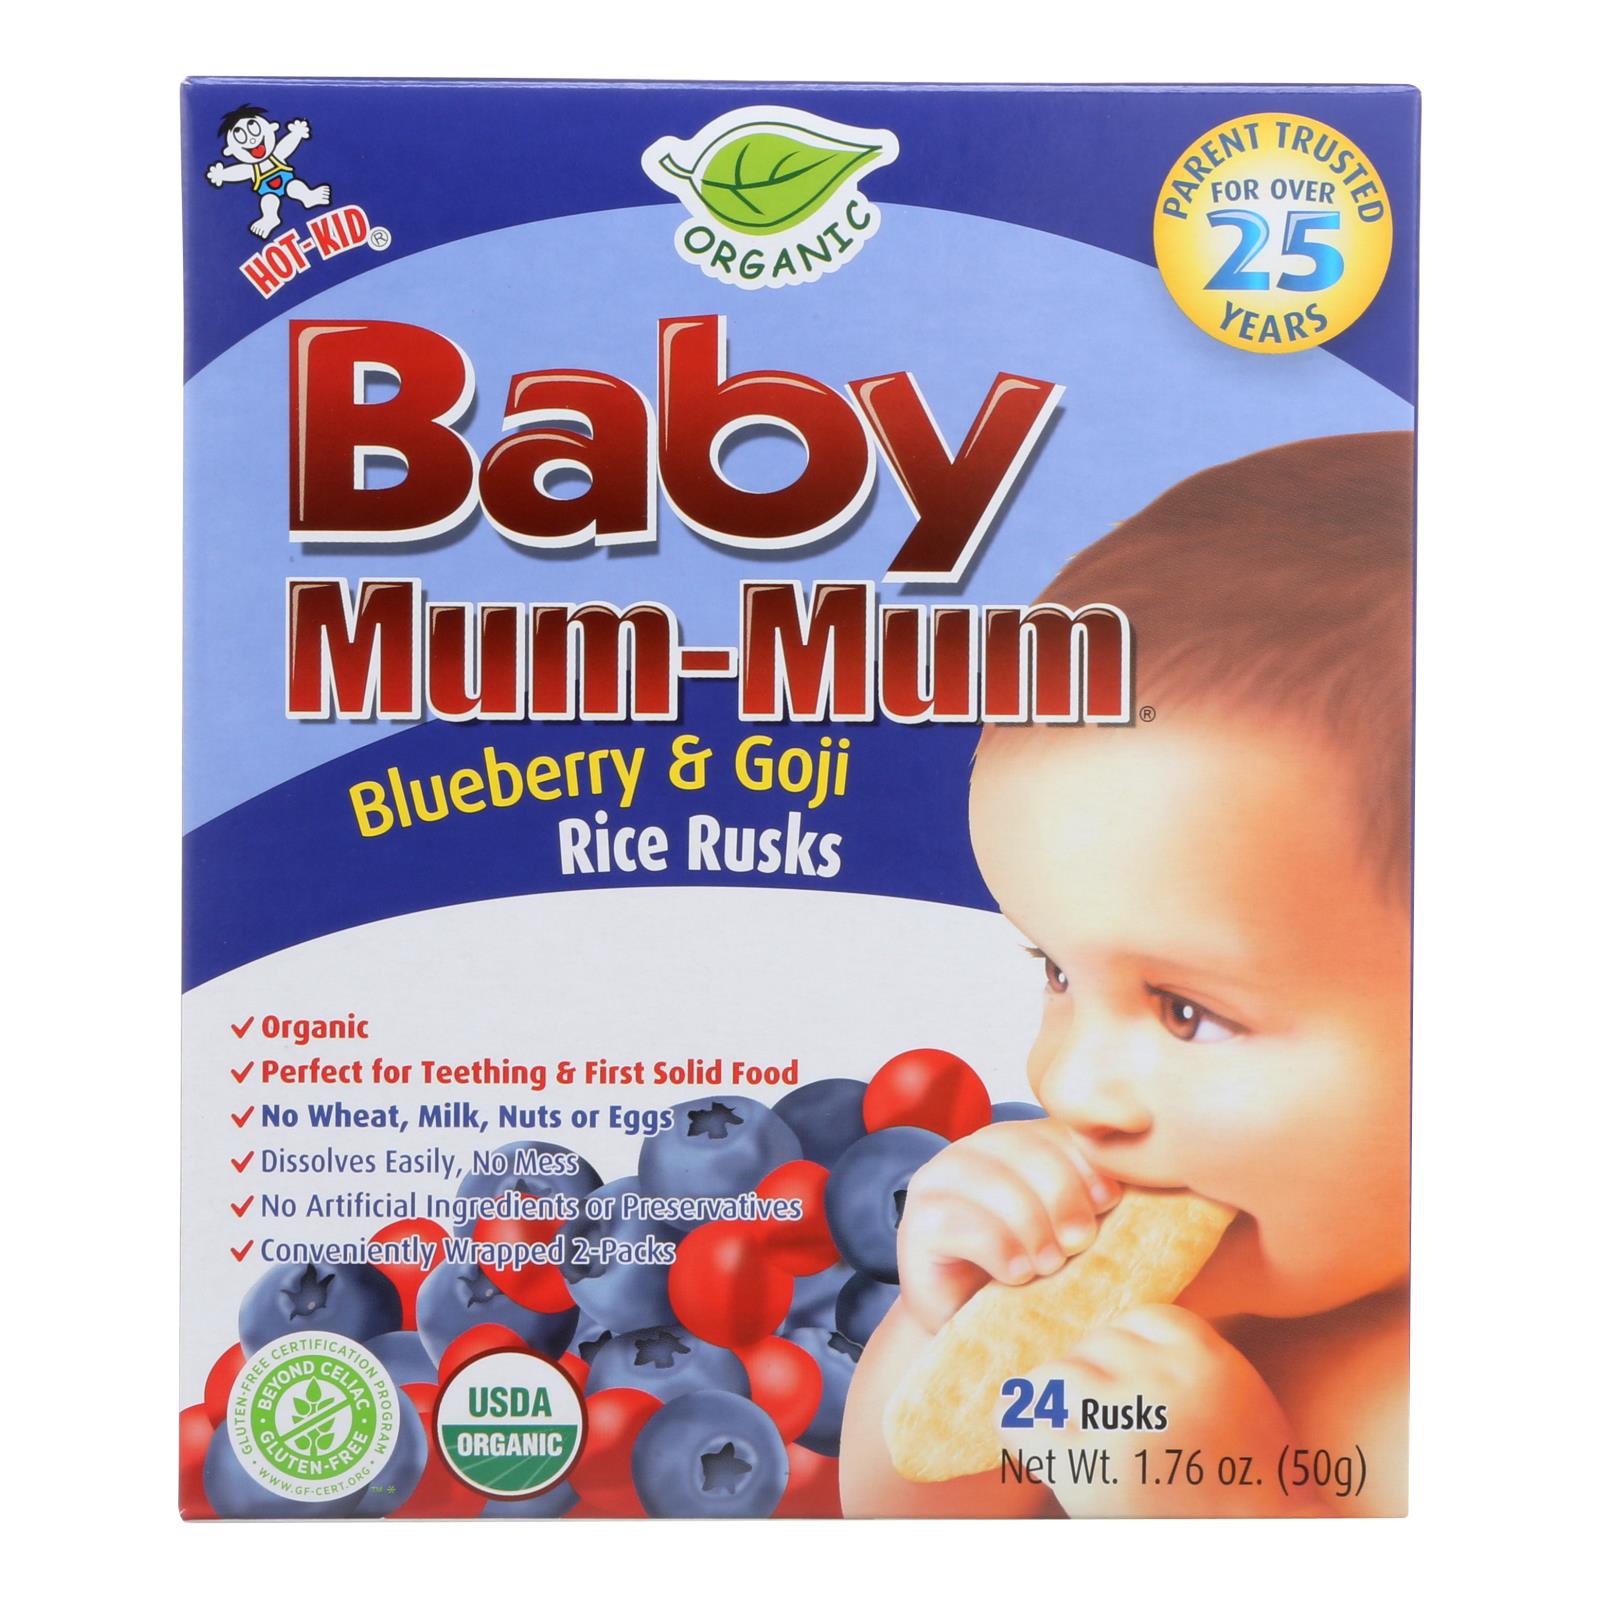 HOT-KID®
ORGANIC
PARENT TRUSTED
FOR OVER
25
YEARS
Baby
Mum-Mum®
Blueberry & Goji
Rice Rusks
✓ Organic
✓ Perfect for Teething & First Solid Food
✓ No Wheat, Milk, Nuts or Eggs
✓ Dissolves Easily, No Mess
✓ No Artificial Ingredients or Preservatives
✓ Conveniently Wrapped 2-Packs
GLUTEN-FREE CERTIFICATION PROGRAM
BEYOND CELIAC
GLUTEN-FREE
WWW.GF-CERT.ORG
™ *
USDA
ORGANIC
24 Rusks
Net Wt. 1.76 oz. (50g)